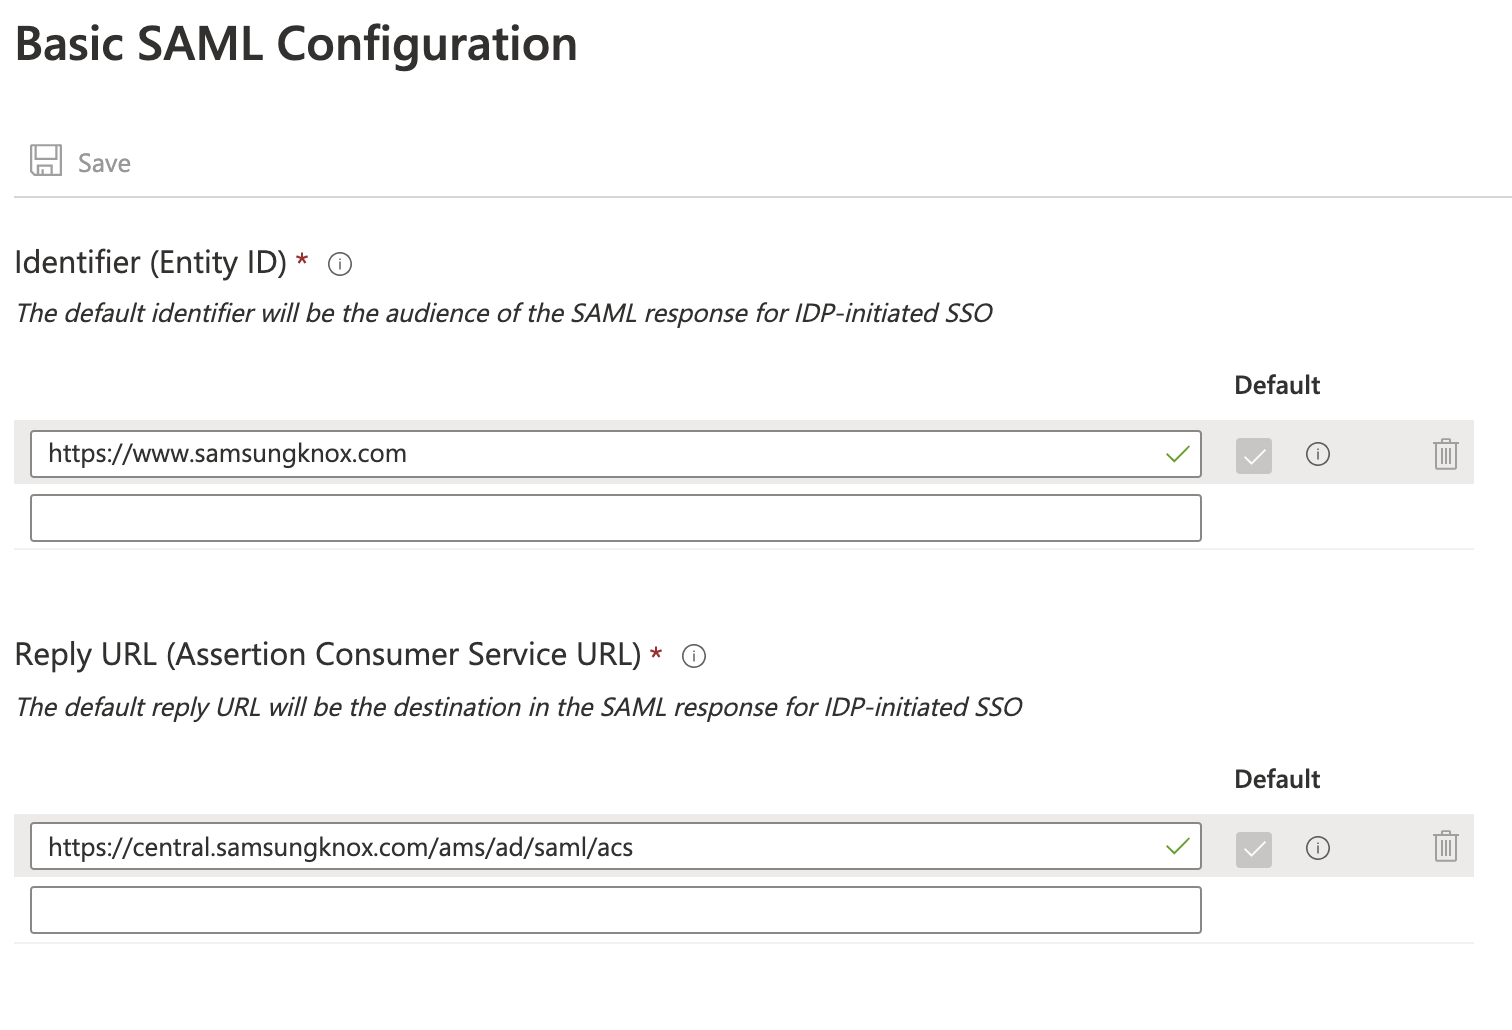 Basic SAML Configuration
Save
Identifier (Entity ID) *
The default identifier will be the audience of the SAML response for IDP-initiated SSO
Default
https://www.samsungknox.com
Reply URL (Assertion Consumer Service URL) *
The default reply URL will be the destination in the SAML response for IDP-initiated SSO
Default
https://central.samsungknox.com/ams/ad/saml/acs